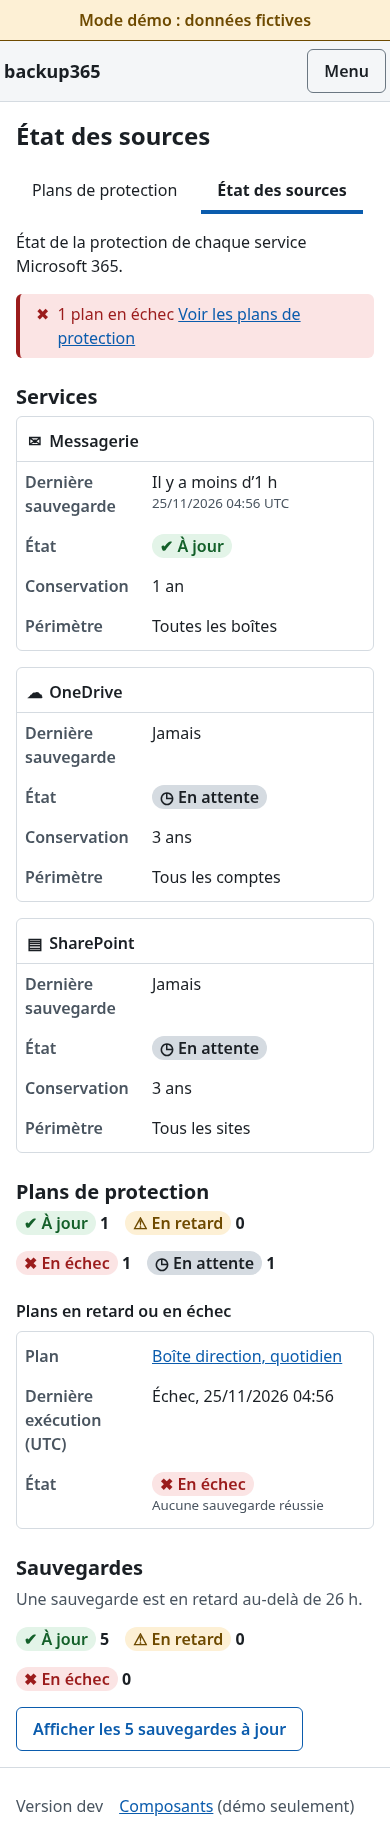 Mode démo : données fictives
backup365
Menu
État des sources
Plans de protection
État des sources
État de la protection de chaque service
Microsoft 365.
✖ 1 plan en échec Voir les plans de
protection
Services
✉ Messagerie
Dernière
sauvegarde
Il y a moins d’1 h
25/11/2026 04:56 UTC
État
✔ À jour
Conservation
1 an
Périmètre
Toutes les boîtes
☁ OneDrive
Dernière
sauvegarde
Jamais
État
◷ En attente
Conservation
3 ans
Périmètre
Tous les comptes
▤ SharePoint
Dernière
sauvegarde
Jamais
État
◷ En attente
Conservation
3 ans
Périmètre
Tous les sites
Plans de protection
✔ À jour 1 ⚠ En retard 0
✖ En échec 1 ◷ En attente 1
Plans en retard ou en échec
Plan
Boîte direction, quotidien
Dernière
exécution
(UTC)
Échec, 25/11/2026 04:56
État
✖ En échec
Aucune sauvegarde réussie
Sauvegardes
Une sauvegarde est en retard au-delà de 26 h.
✔ À jour 5 ⚠ En retard 0
✖ En échec 0
Afficher les 5 sauvegardes à jour
Version dev Composants (démo seulement)